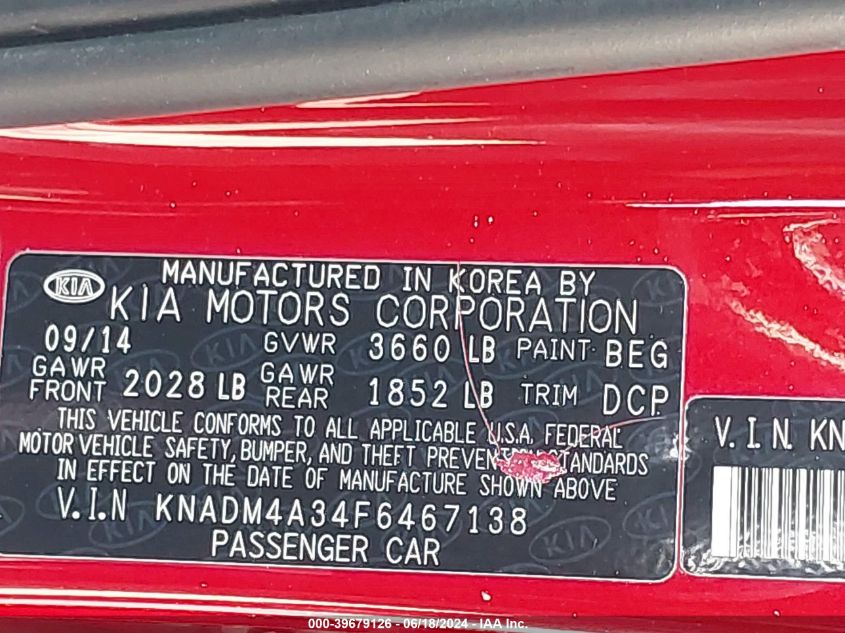 KIA MANUFACTURED IN KOREA BY
KIA MOTORS CORPORATION
09/14 GVWR 3660 LB PAINT BEG
GAWR FRONT 2028 LB GAWR REAR 1852 LB TRIM DCP
THIS VEHICLE CONFORMS TO ALL APPLICABLE U.S.A. FEDERAL
MOTOR VEHICLE SAFETY, BUMPER, AND THEFT PREVENTION STANDARDS
IN EFFECT ON THE DATE OF MANUFACTURE SHOWN ABOVE
V.I.N KNADM4A34F6467138
PASSENGER CAR
V.I.N. KN
000-39679126 - 06/18/2024 - IAA Inc.